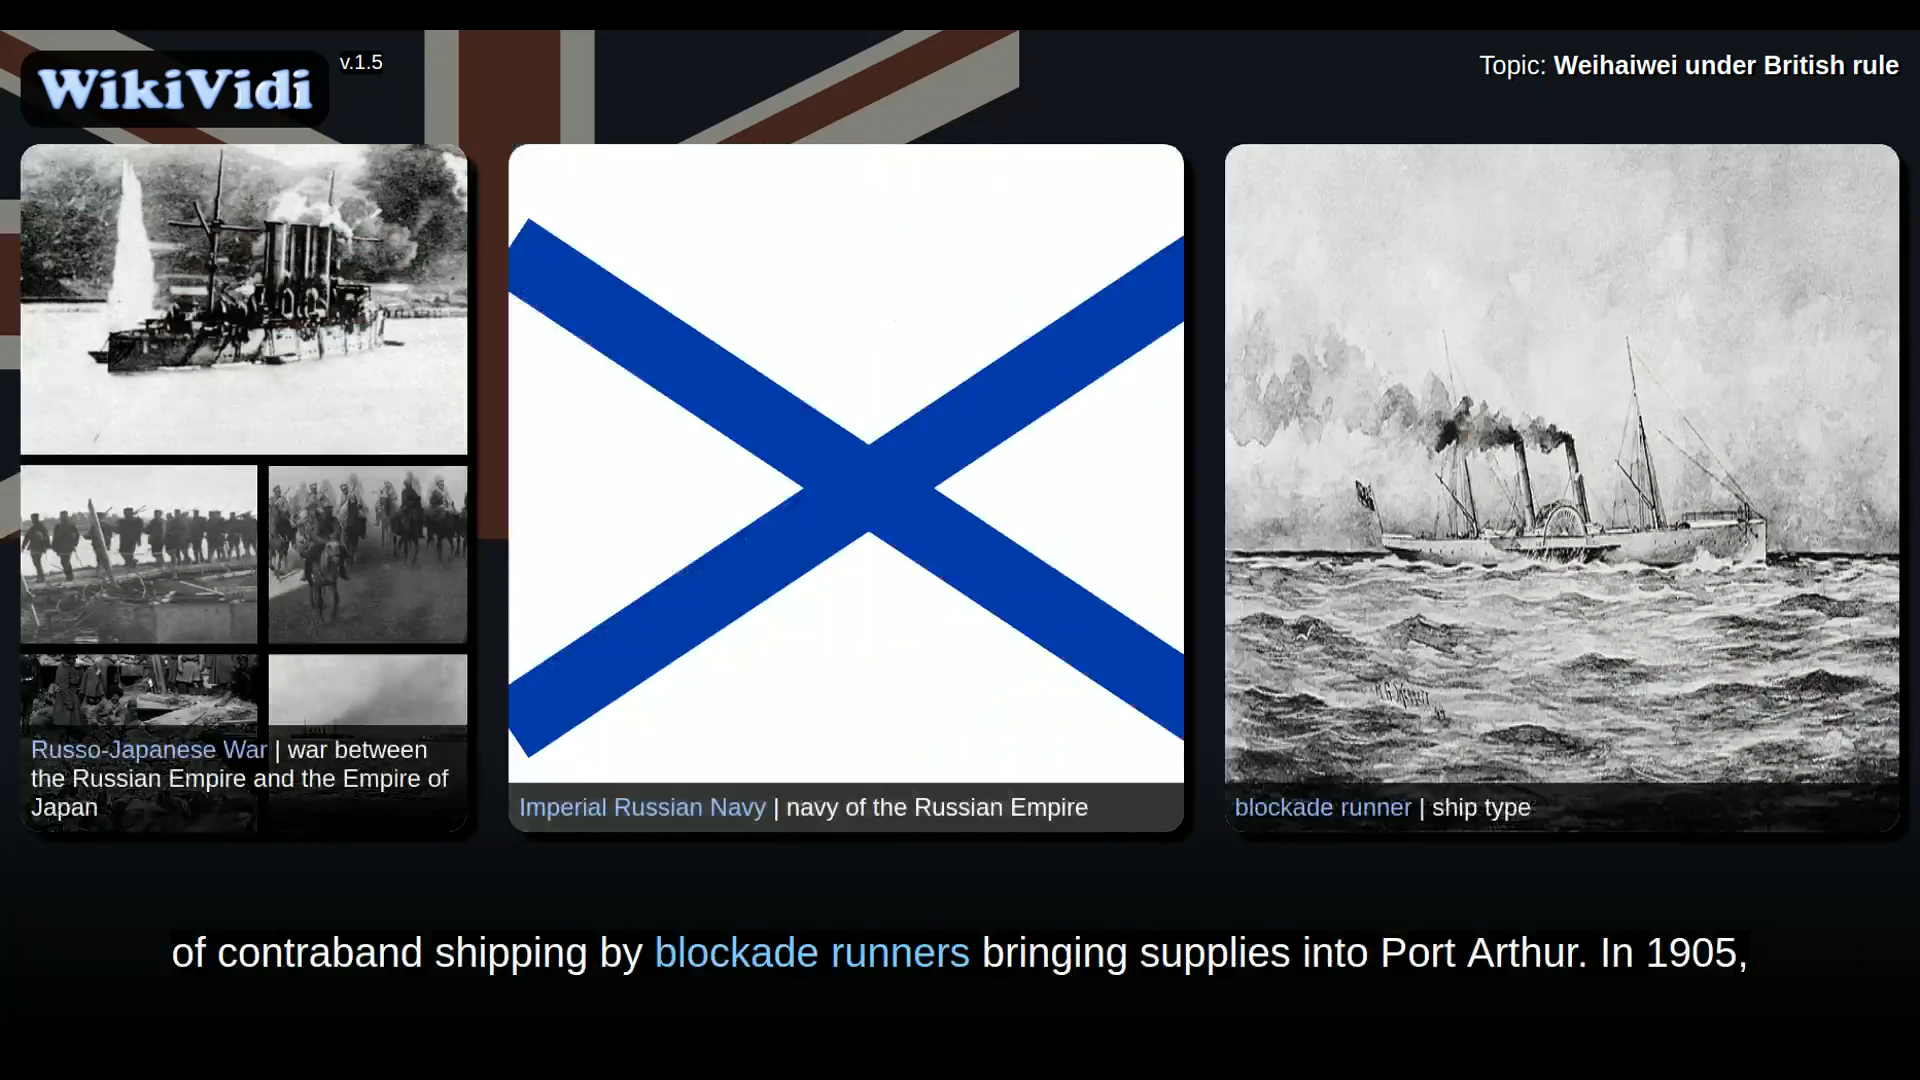 WikiVidi
v.1.5
Topic: Weihaiwei under British rule
Russo-Japanese War | war between
the Russian Empire and the Empire of
Japan
Imperial Russian Navy | navy of the Russian Empire
blockade runner | ship type
of contraband shipping by blockade runners bringing supplies into Port Arthur. In 1905,